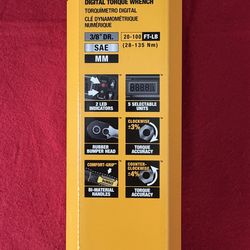 DIGITAL TORQUE WRENCH
TORQUÍMETRO DIGITAL
CLÉ DYNAMOMÉTRIQUE
NUMÉRIQUE
3/8" DR. 20-100 FT-LB
SAE (28-135 Nm)
MM
8888
2 LED
INDICATORS
5 SELECTABLE
UNITS
CLOCKWISE
±3%
RUBBER
BUMPER HEAD
TORQUE
ACCURACY
COMFORT-GRIP
COUNTER-
CLOCKWISE
±4%
BI-MATERIAL
HANDLES
TORQUE
ACCURACY